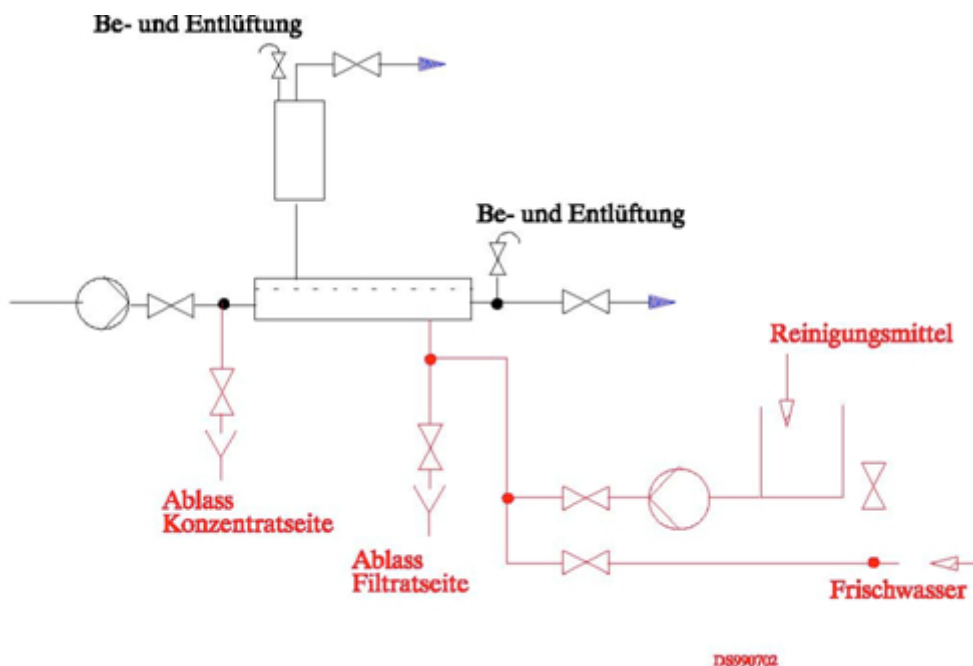 Be- und Entlüftung
Be- und Entlüftung
Reinigungsmittel
Ablass
Konzentratseite
Ablass
Filtratseite
Frischwasser
DS990702